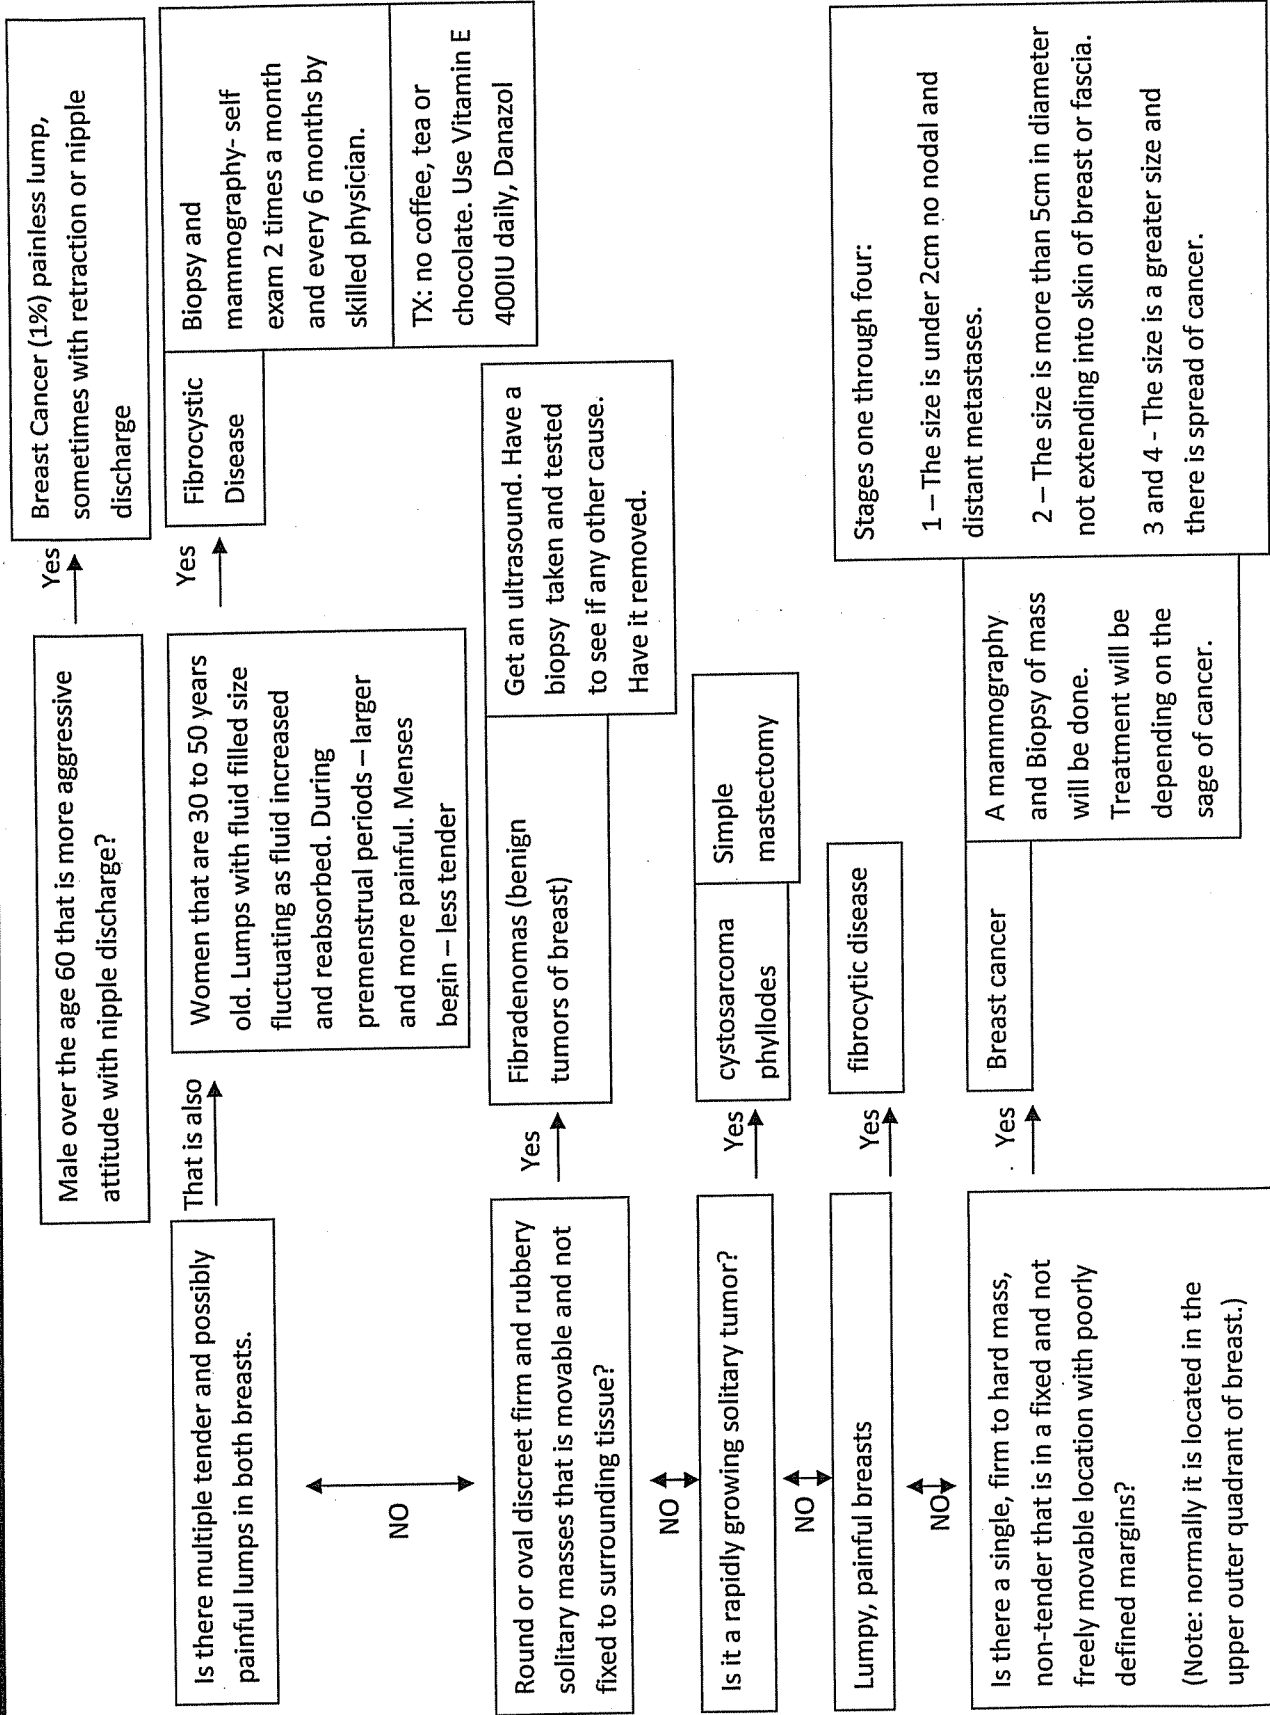 Male over the age 60 that is more aggressive
attitude with nipple discharge?
Yes
Breast Cancer (1%) painless lump,
sometimes with retraction or nipple
discharge
Is there multiple tender and possibly
painful lumps in both breasts.
That is also
Women that are 30 to 50 years
old. Lumps with fluid filled size
fluctuating as fluid increased
and reabsorbed. During
premenstrual periods – larger
and more painful. Menses
begin – less tender
Yes
Fibrocystic
Disease
Biopsy and
mammography- self
exam 2 times a month
and every 6 months by
skilled physician.
TX: no coffee, tea or
chocolate. Use Vitamin E
400IU daily, Danazol
NO
Round or oval discreet firm and rubbery
solitary masses that is movable and not
fixed to surrounding tissue?
Yes
Fibradenomas (benign
tumors of breast)
Get an ultrasound. Have a
biopsy taken and tested
to see if any other cause.
Have it removed.
NO
Is it a rapidly growing solitary tumor?
Yes
cystosarcoma
phyllodes
Simple
mastectomy
NO
Lumpy, painful breasts
Yes
fibrocytic disease
NO
Is there a single, firm to hard mass,
non-tender that is in a fixed and not
freely movable location with poorly
defined margins?
(Note: normally it is located in the
upper outer quadrant of breast.)
Yes
Breast cancer
A mammography
and Biopsy of mass
will be done.
Treatment will be
depending on the
sage of cancer.
Stages one through four:
1 – The size is under 2cm no nodal and
distant metastases.
2 – The size is more than 5cm in diameter
not extending into skin of breast or fascia.
3 and 4 - The size is a greater size and
there is spread of cancer.